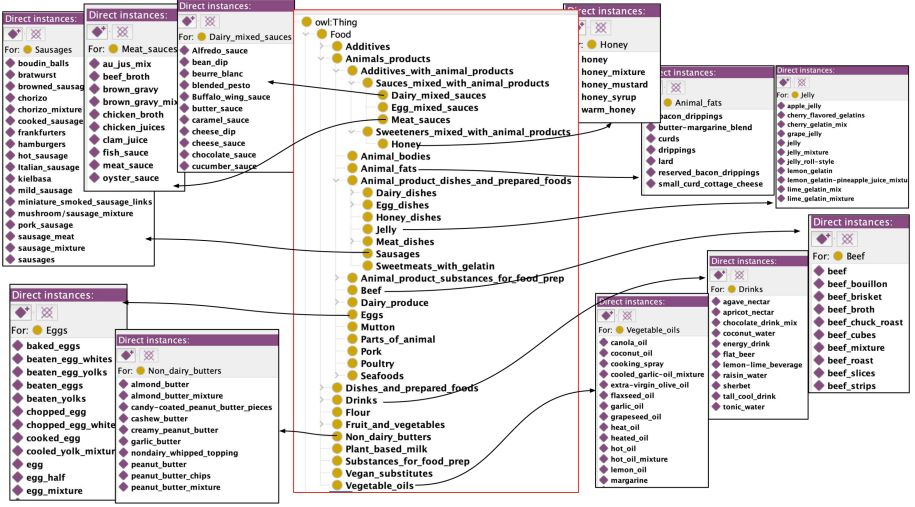 Direct instances:
For: Sausages
boudin_balls
bratwurst
browned_sausag
chorizo
chorizo_mixture
cooked_sausage
frankfurters
hamburgers
hot_sausage
Italian_sausage
kielbasa
mild_sausage
miniature_smoked_sausage_links
mushroom/sausage_mixture
pork_sausage
sausage_meat
sausage_mixture
sausages
Direct instances:
For: Meat_sauces
au_jus_mix
beef_broth
brown_gravy
brown_gravy_mix
chicken_broth
chicken_juices
clam_juice
fish_sauce
meat_sauce
oyster_sauce
Direct instances:
For: Dairy_mixed_sauces
Alfredo_sauce
bean_dip
beurre_blanc
blended_pesto
Buffalo_wing_sauce
butter_sauce
caramel_sauce
cheese_dip
cheese_sauce
chocolate_sauce
cucumber_sauce
owl:Thing
Food
Additives
Animals_products
Additives_with_animal_products
Sauces_mixed_with_animal_products
Dairy_mixed_sauces
Egg_mixed_sauces
Meat_sauces
Sweeteners_mixed_with_animal_products
Honey
Animal_bodies
Animal_fats
Animal_product_dishes_and_prepared_foods
Dairy_dishes
Egg_dishes
Honey_dishes
Jelly
Meat_dishes
Sausages
Sweetmeats_with_gelatin
Animal_product_substances_for_food_prep
Beef
Dairy_produce
Eggs
Mutton
Parts_of_animal
Pork
Poultry
Seafoods
Dishes_and_prepared_foods
Drinks
Flour
Fruit_and_vegetables
Non_dairy_butters
Plant_based_milk
Substances_for_food_prep
Vegan_substitutes
Vegetable_oils
Direct instances:
For: Honey
honey
honey_mixture
honey_mustard
honey_syrup
warm_honey
Direct instances:
Animal_fats
bacon_drippings
butter-margarine_blend
curds
drippings
lard
reserved_bacon_drippings
small_curd_cottage_cheese
Direct instances:
For: Jelly
apple_jelly
cherry_flavored_gelatins
cherry_gelatin_mix
grape_jelly
jelly
jelly_mixture
jelly_roll-style
lemon_gelatin
lemon_gelatin-pineapple_juice_mixtu
lime_gelatin_mix
lime_gelatin_mixture
Direct instances:
For: Eggs
baked_eggs
beaten_egg_whites
beaten_egg_yolks
beaten_eggs
beaten_yolks
chopped_egg
chopped_egg_white
cooked_egg
cooled_yolk_mixtur
egg
egg_half
egg_mixture
Direct instances:
For: Non_dairy_butters
almond_butter
almond_butter_mixture
candy-coated_peanut_butter_pieces
cashew_butter
creamy_peanut_butter
garlic_butter
nondairy_whipped_topping
peanut_butter
peanut_butter_chips
peanut_butter_mixture
Direct instances:
For: Vegetable_oils
canola_oil
coconut_oil
cooking_spray
cooled_garlic-oil_mixture
extra-virgin_olive_oil
flaxseed_oil
garlic_oil
grapeseed_oil
heat_oil
heated_oil
hot_oil
hot_oil_mixture
lemon_oil
margarine
Direct instances:
For: Drinks
agave_nectar
apricot_nectar
chocolate_drink_mix
coconut_water
energy_drink
flat_beer
lemon-lime_beverage
raisin_water
sherbet
tall_cool_drink
tonic_water
Direct instances:
For: Beef
beef
beef_bouillon
beef_brisket
beef_broth
beef_chuck_roast
beef_cubes
beef_mixture
beef_roast
beef_slices
beef_strips